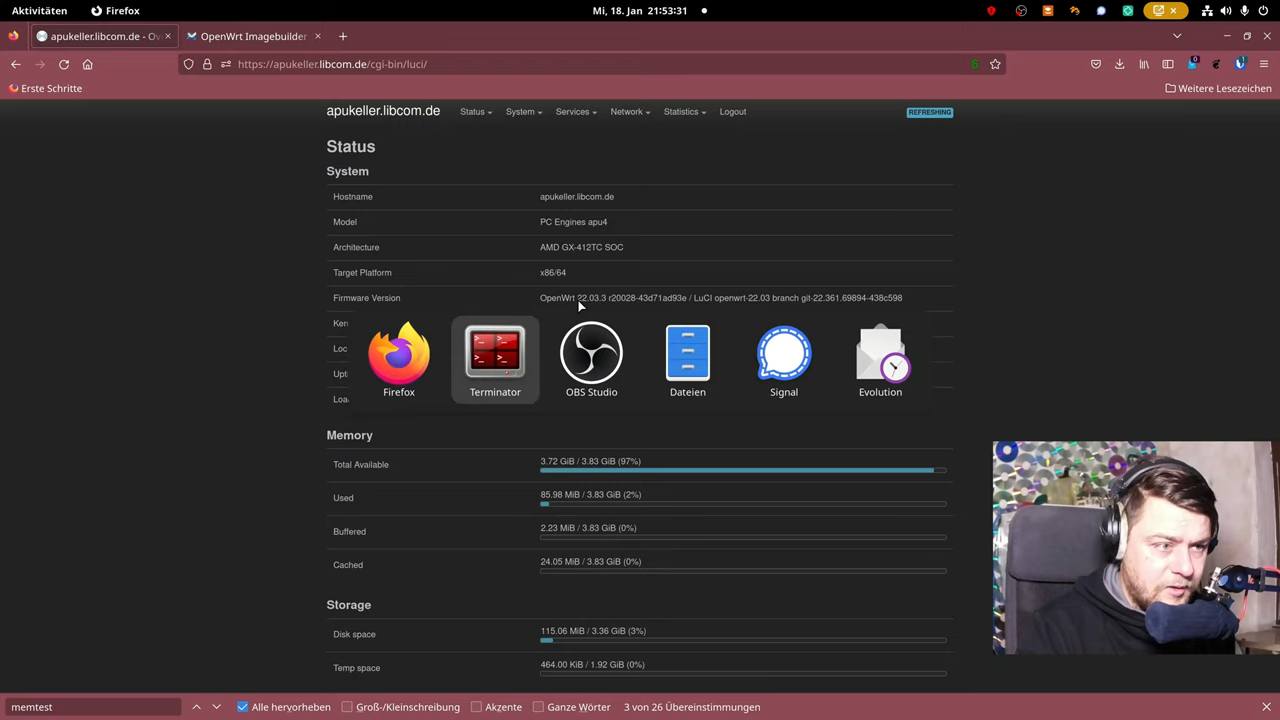 Aktivitäten
Firefox
Mi, 18. Jan 21:53:31
apukeller.libcom.de - Ov
OpenWrt Imagebuilder
https://apukeller.libcom.de/cgi-bin/luci/
6
0
Erste Schritte
Weitere Lesezeichen
apukeller.libcom.de
Status
System
Services
Network
Statistics
Logout
REFRESHING
Status
System
Hostname apukeller.libcom.de
Model PC Engines apu4
Architecture AMD GX-412TC SOC
Target Platform x86/64
Firmware Version OpenWrt 22.03.3 r20028-43d71ad93e / LuCI openwrt-22.03 branch git-22.361.69894-438c598
Ker
Loc
Upt
Loa
Firefox
Terminator
OBS Studio
Dateien
Signal
Evolution
Memory
Total Available 3.72 GiB / 3.83 GiB (97%)
Used 85.98 MiB / 3.83 GiB (2%)
Buffered 2.23 MiB / 3.83 GiB (0%)
Cached 24.05 MiB / 3.83 GiB (0%)
Storage
Disk space 115.06 MiB / 3.36 GiB (3%)
Temp space 464.00 KiB / 1.92 GiB (0%)
memtest
Alle hervorheben
Groß-/Kleinschreibung
Akzente
Ganze Wörter
3 von 26 Übereinstimmungen